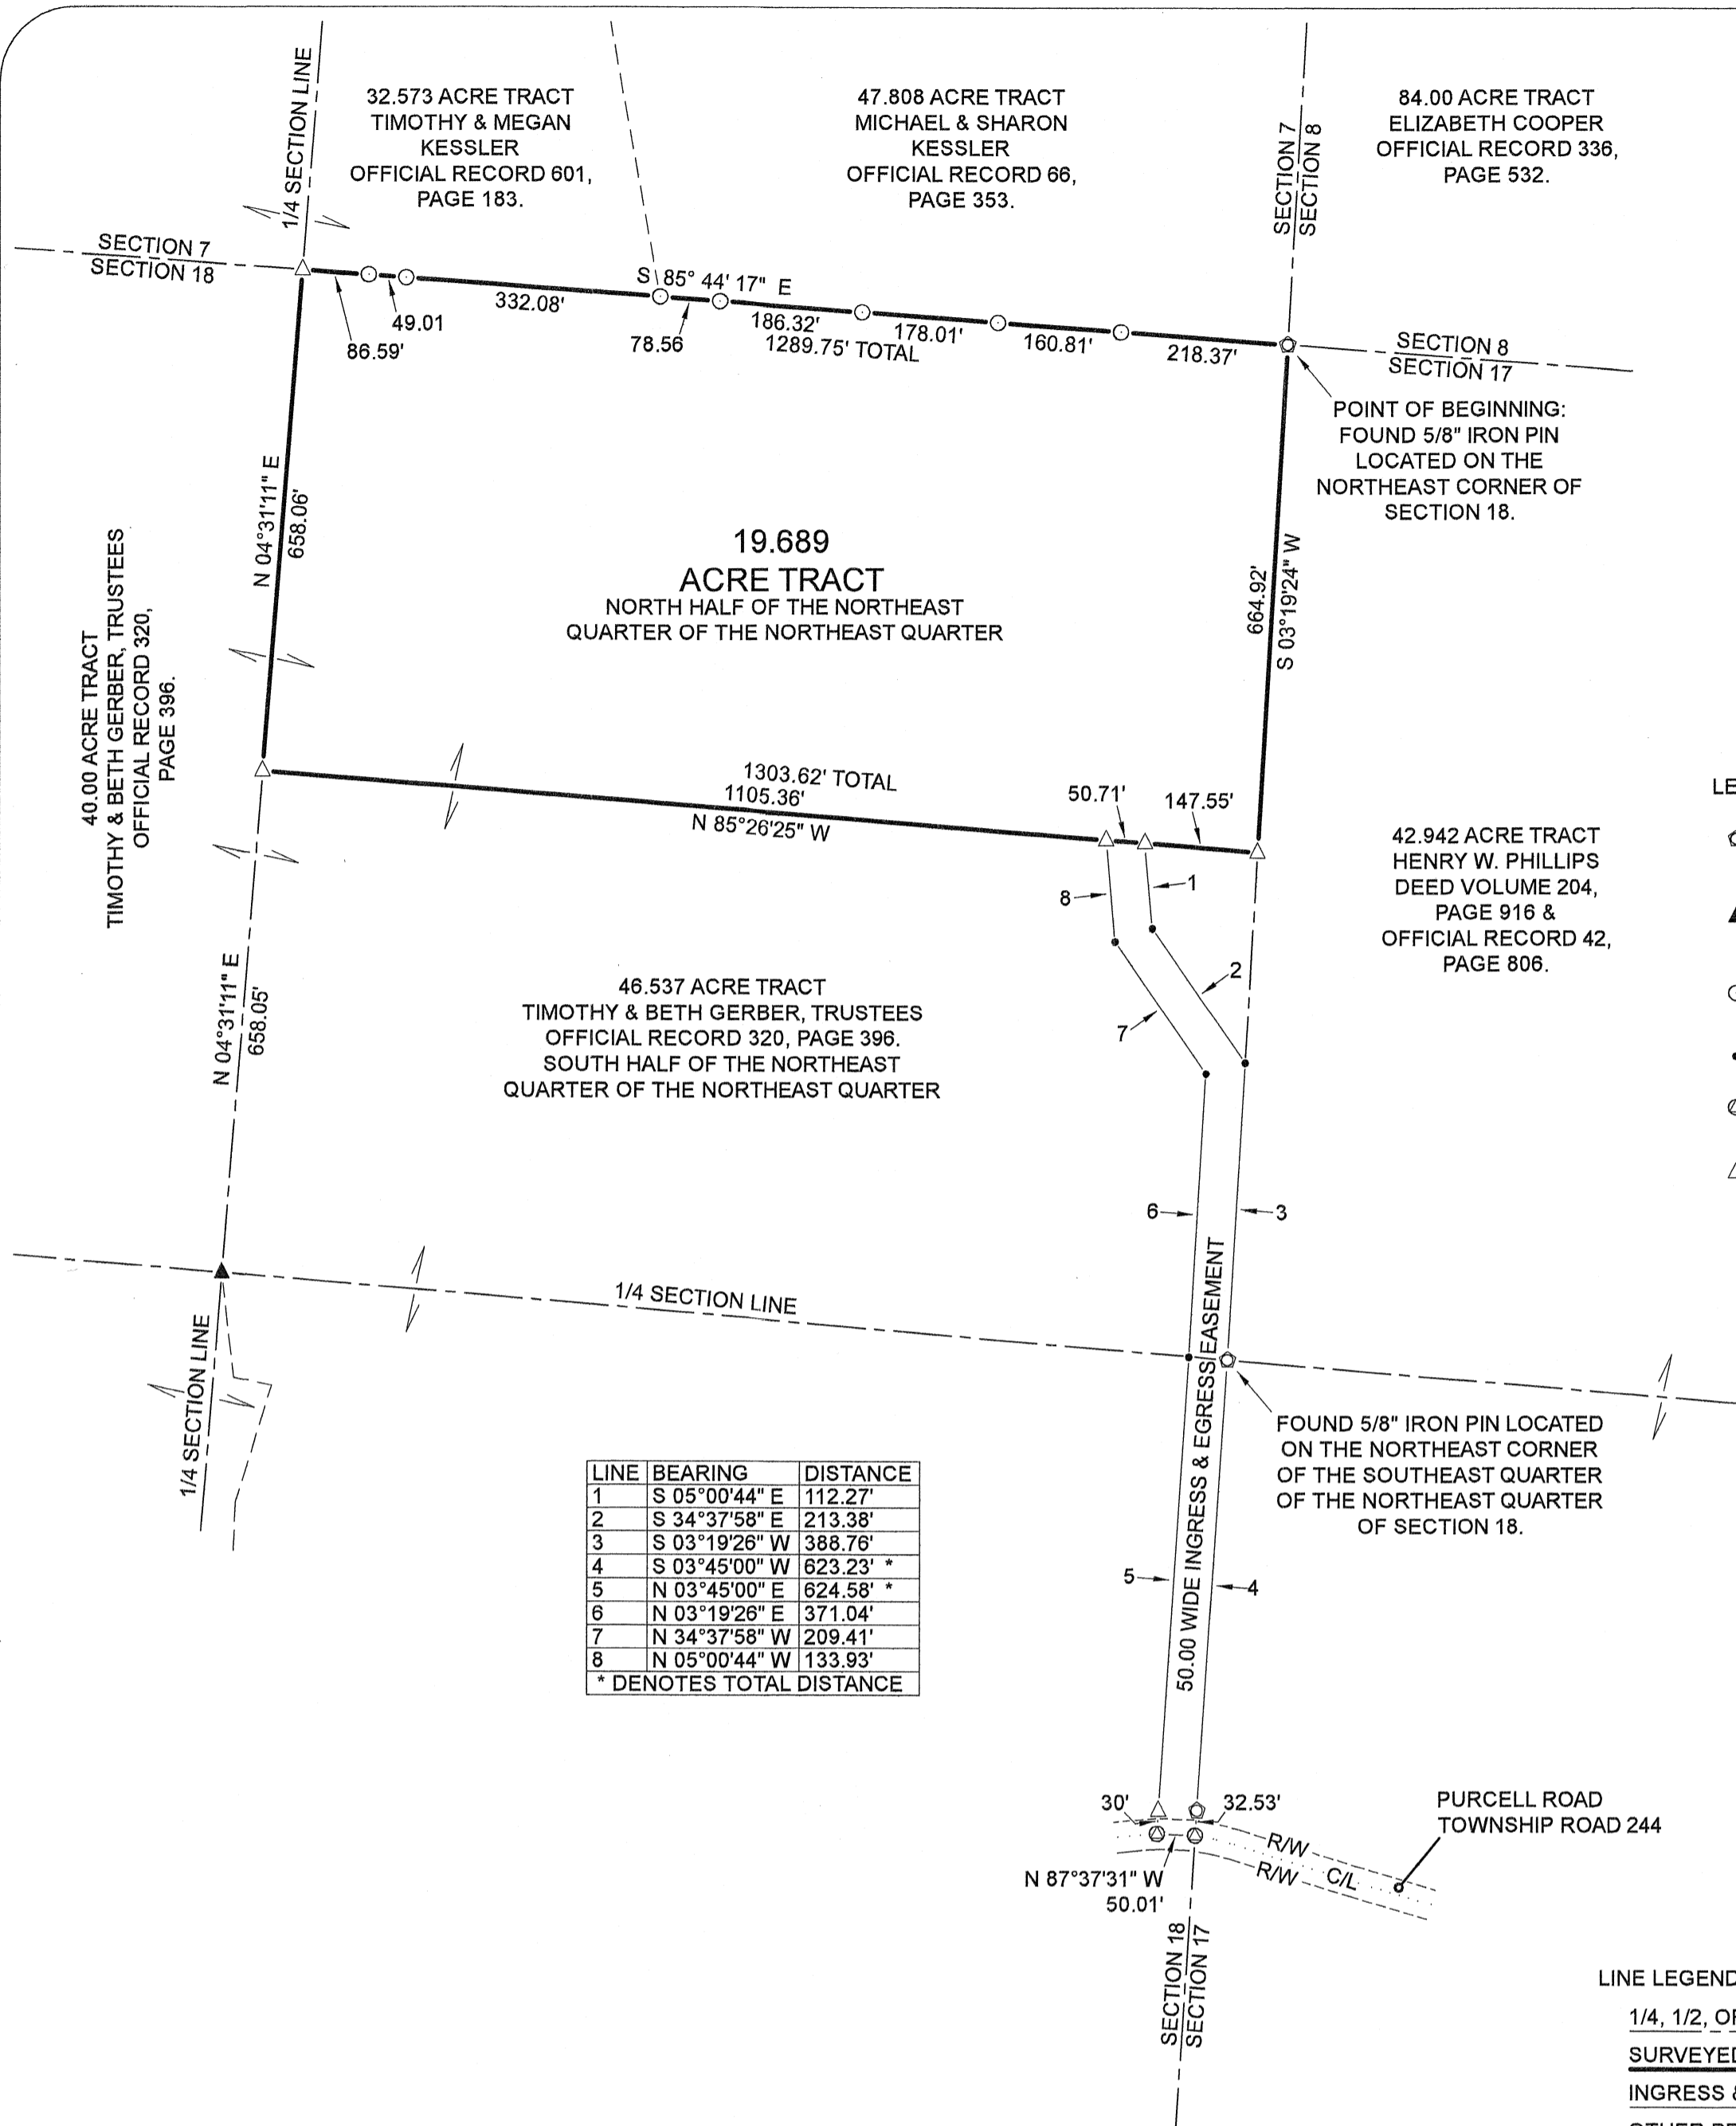 1/4 SECTION LINE
32.573 ACRE TRACT
TIMOTHY & MEGAN
KESSLER
OFFICIAL RECORD 601,
PAGE 183.
47.808 ACRE TRACT
MICHAEL & SHARON
KESSLER
OFFICIAL RECORD 66,
PAGE 353.
SECTION 7
SECTION 8
84.00 ACRE TRACT
ELIZABETH COOPER
OFFICIAL RECORD 336,
PAGE 532.
SECTION 7
SECTION 18
S 85° 44' 17" E
86.59'
49.01
332.08'
78.56
186.32'
178.01'
160.81'
218.37'
1289.75' TOTAL
SECTION 8
SECTION 17
POINT OF BEGINNING:
FOUND 5/8" IRON PIN
LOCATED ON THE
NORTHEAST CORNER OF
SECTION 18.
N 04°31'11" E
658.06'
19.689
ACRE TRACT
NORTH HALF OF THE NORTHEAST
QUARTER OF THE NORTHEAST QUARTER
664.92'
S 03°19'24" W
40.00 ACRE TRACT
TIMOTHY & BETH GERBER, TRUSTEES
OFFICIAL RECORD 320,
PAGE 396.
1303.62' TOTAL
1105.36'
N 85°26'25" W
50.71'
147.55'
LE
42.942 ACRE TRACT
HENRY W. PHILLIPS
DEED VOLUME 204,
PAGE 916 &
OFFICIAL RECORD 42,
PAGE 806.
8
1
2
7
N 04°31'11" E
658.05'
46.537 ACRE TRACT
TIMOTHY & BETH GERBER, TRUSTEES
OFFICIAL RECORD 320, PAGE 396.
SOUTH HALF OF THE NORTHEAST
QUARTER OF THE NORTHEAST QUARTER
6
3
1/4 SECTION LINE
1/4 SECTION LINE
50.00 WIDE INGRESS & EGRESS EASEMENT
FOUND 5/8" IRON PIN LOCATED
ON THE NORTHEAST CORNER
OF THE SOUTHEAST QUARTER
OF THE NORTHEAST QUARTER
OF SECTION 18.
LINE BEARING DISTANCE
1 S 05°00'44" E 112.27'
2 S 34°37'58" E 213.38'
3 S 03°19'26" W 388.76'
4 S 03°45'00" W 623.23' *
5 N 03°45'00" E 624.58' *
6 N 03°19'26" E 371.04'
7 N 34°37'58" W 209.41'
8 N 05°00'44" W 133.93'
* DENOTES TOTAL DISTANCE
5
4
30'
32.53'
R/W
R/W
C/L
PURCELL ROAD
TOWNSHIP ROAD 244
N 87°37'31" W
50.01'
SECTION 18
SECTION 17
LINE LEGEND
1/4, 1/2, O
SURVEYED
INGRESS &